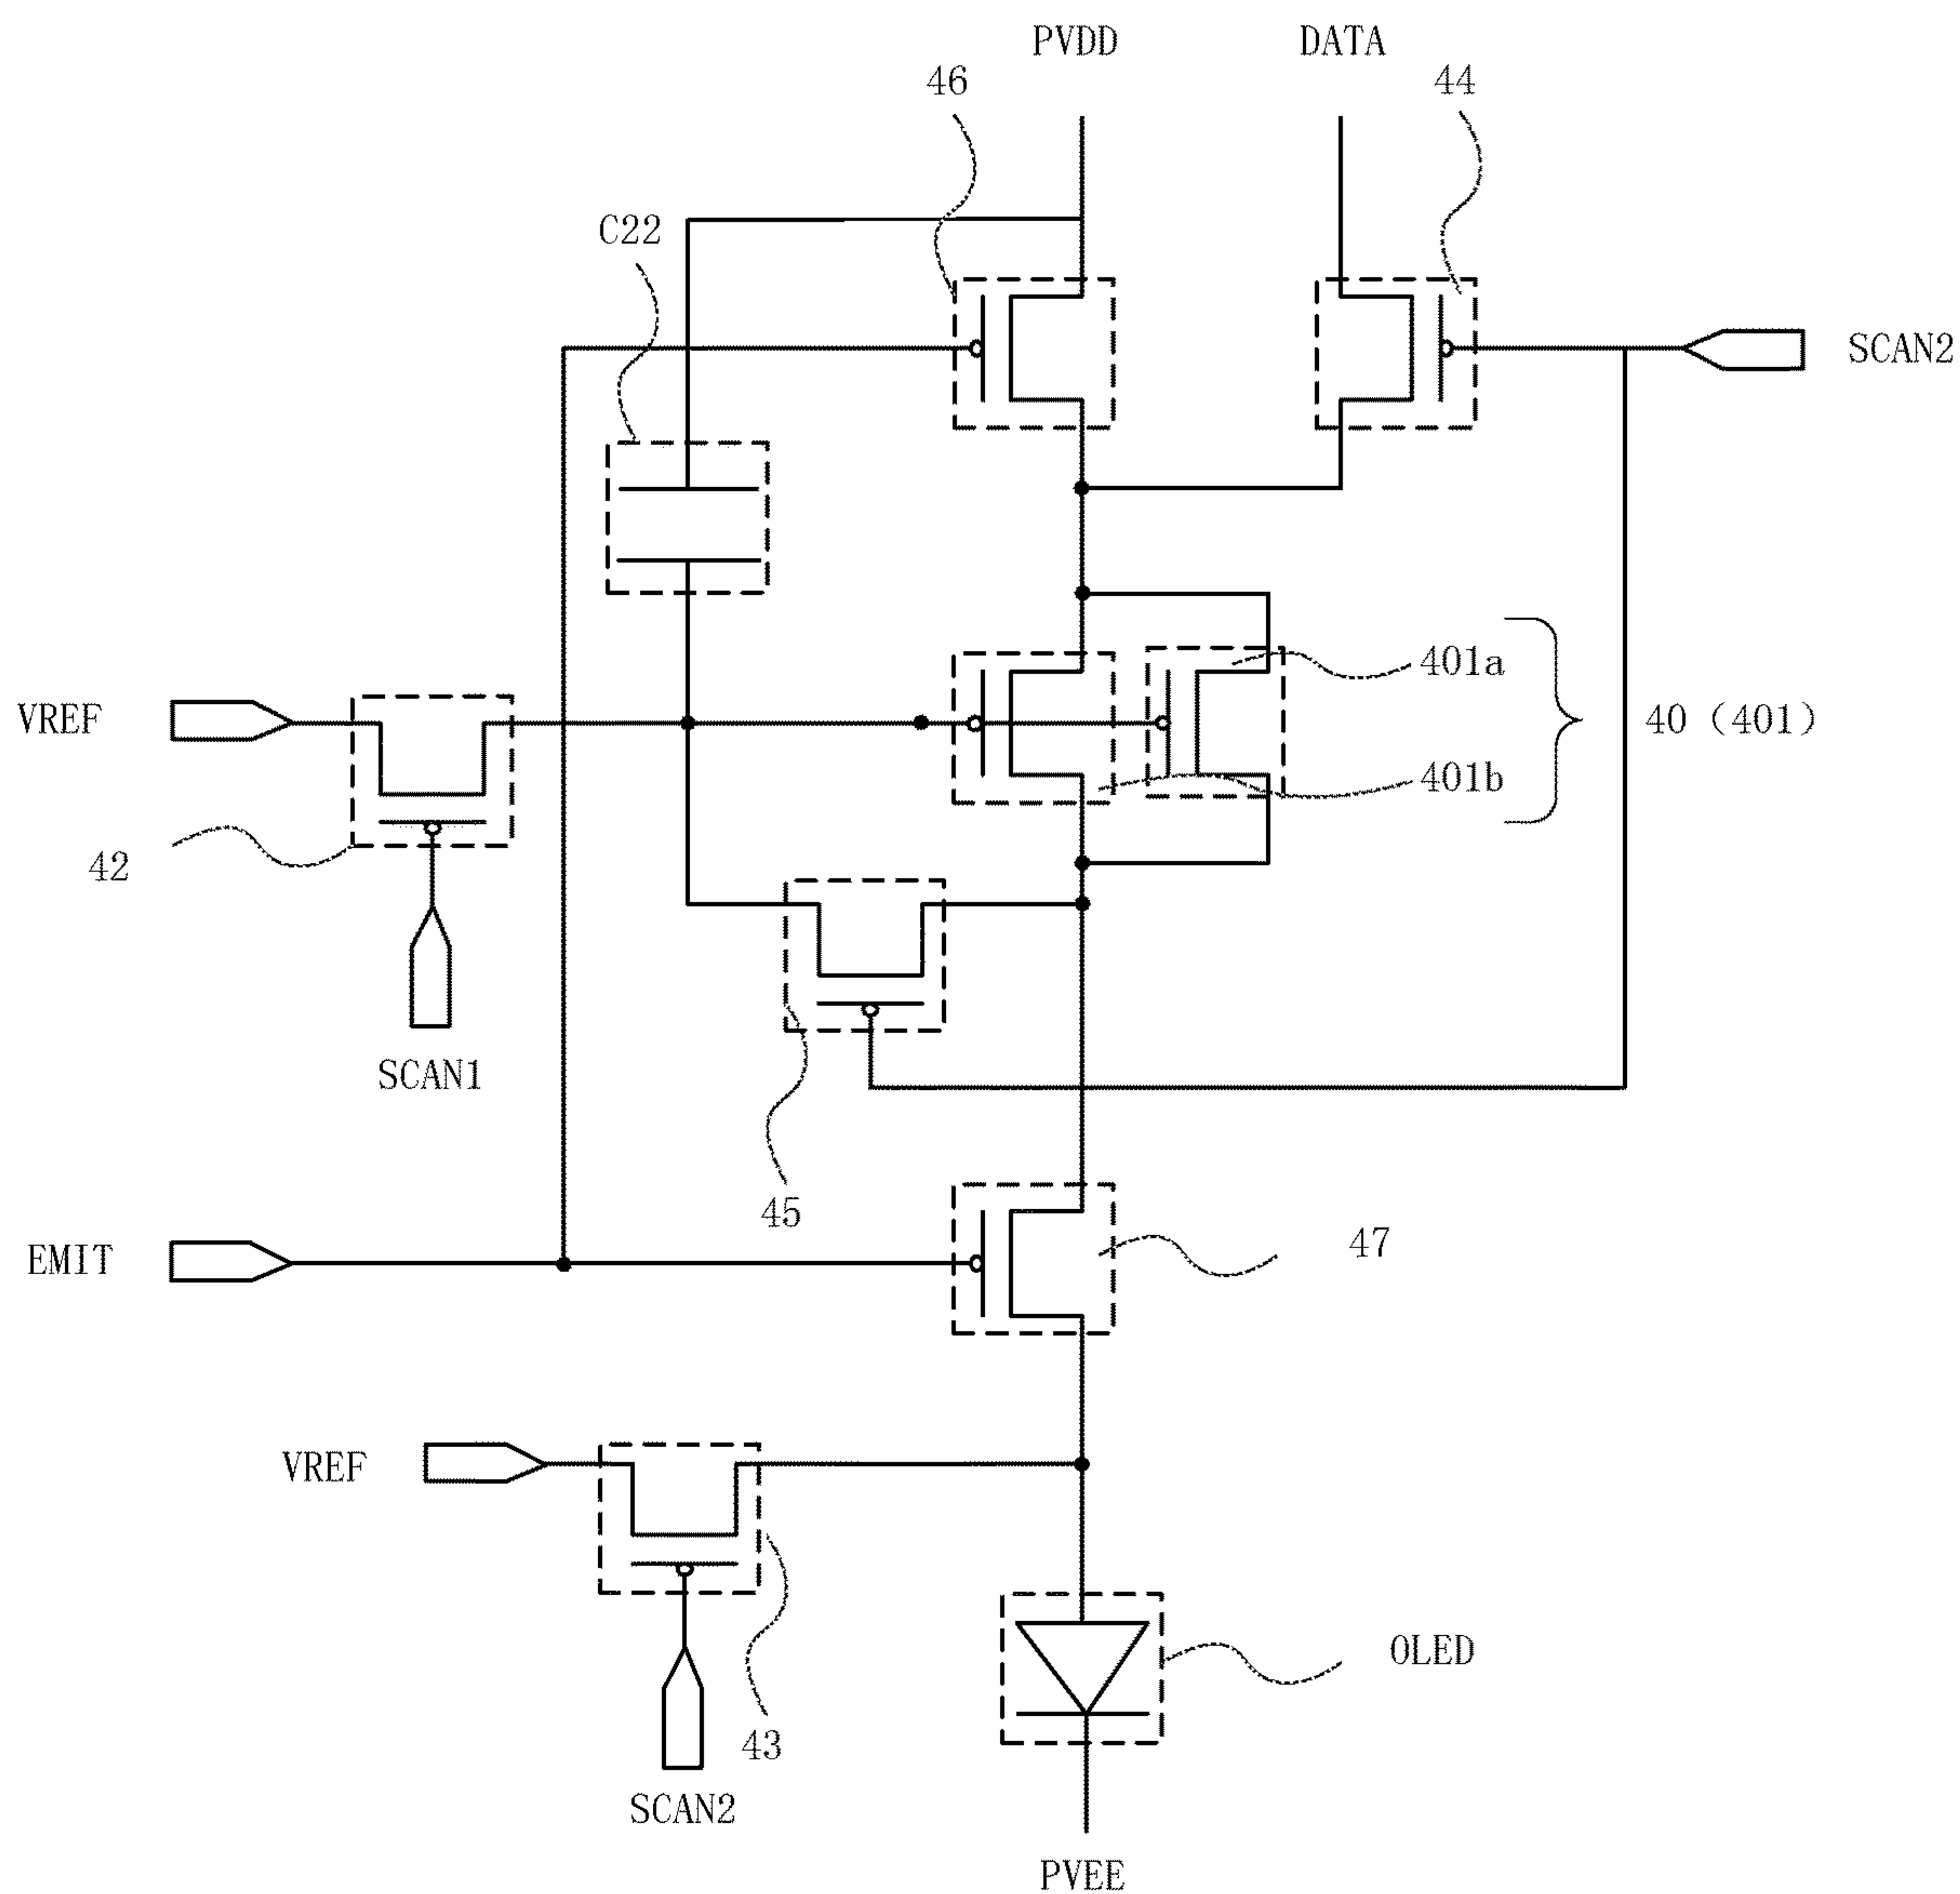 PVDD
DATA
46
44
C22
SCAN2
401a
VREF
40 (401)
401b
42
SCAN1
45
47
EMIT
VREF
OLED
43
SCAN2
PVEE